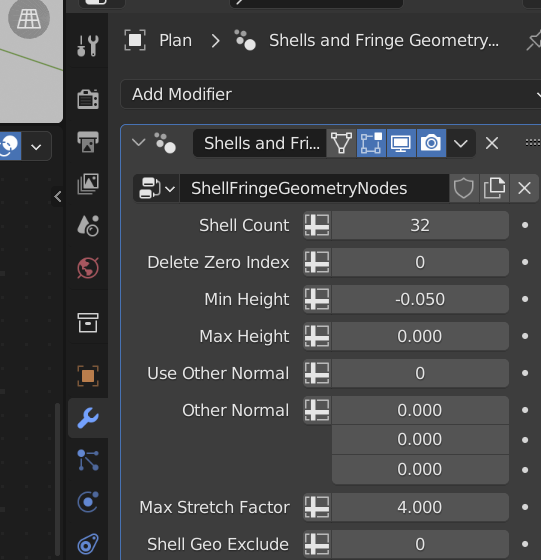 Plan > Shells and Fringe Geometry...
Add Modifier
Shells and Fri...
ShellFringeGeometryNodes
Shell Count 32
Delete Zero Index 0
Min Height -0.050
Max Height 0.000
Use Other Normal 0
Other Normal 0.000
0.000
0.000
Max Stretch Factor 4.000
Shell Geo Exclude 0